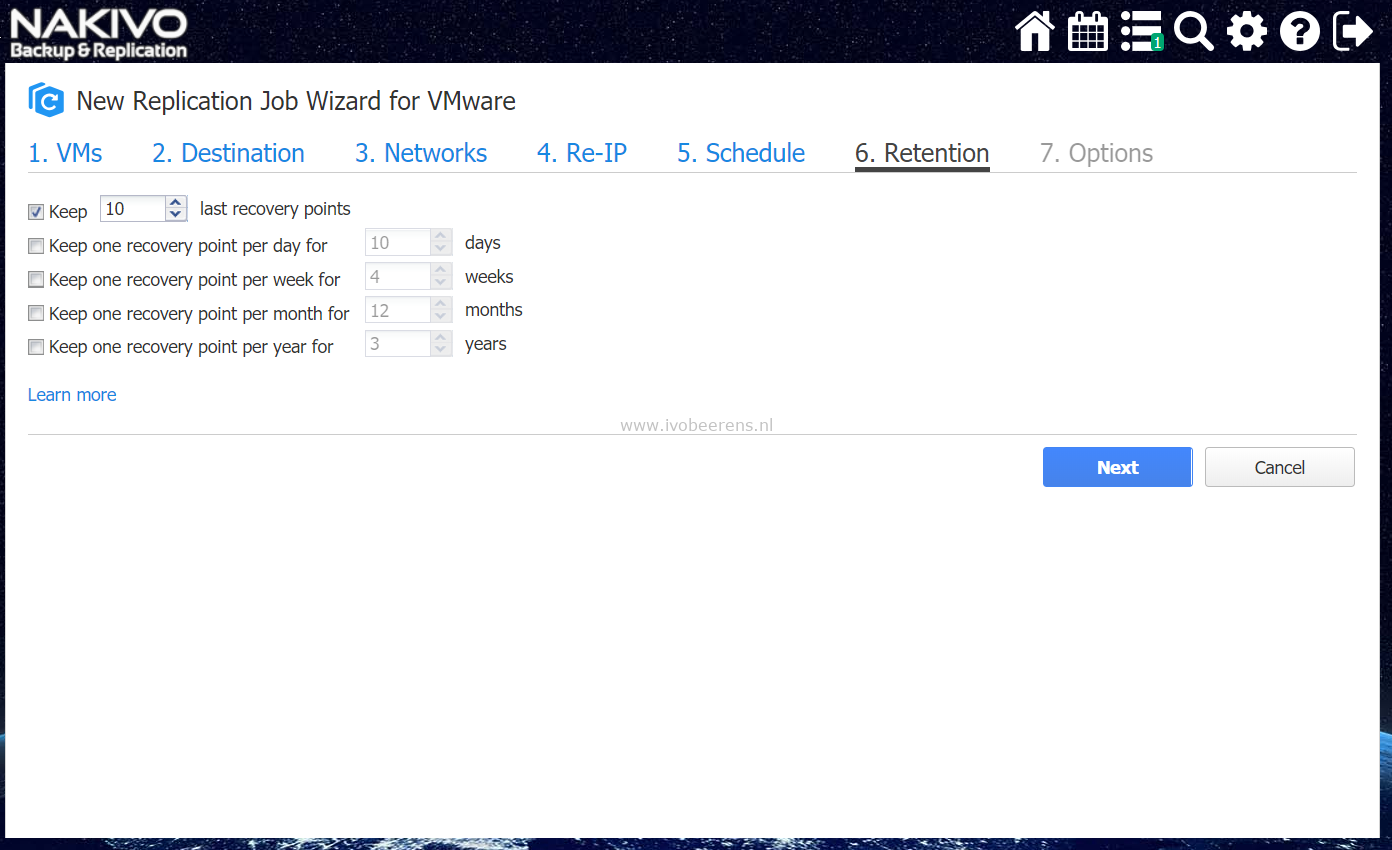 NAKIVO
Backup & Replication
1
New Replication Job Wizard for VMware
1. VMs 2. Destination 3. Networks 4. Re-IP 5. Schedule 6. Retention 7. Options
Keep 10 last recovery points
Keep one recovery point per day for 10 days
Keep one recovery point per week for 4 weeks
Keep one recovery point per month for 12 months
Keep one recovery point per year for 3 years
Learn more
www.ivobeerens.nl
Next Cancel